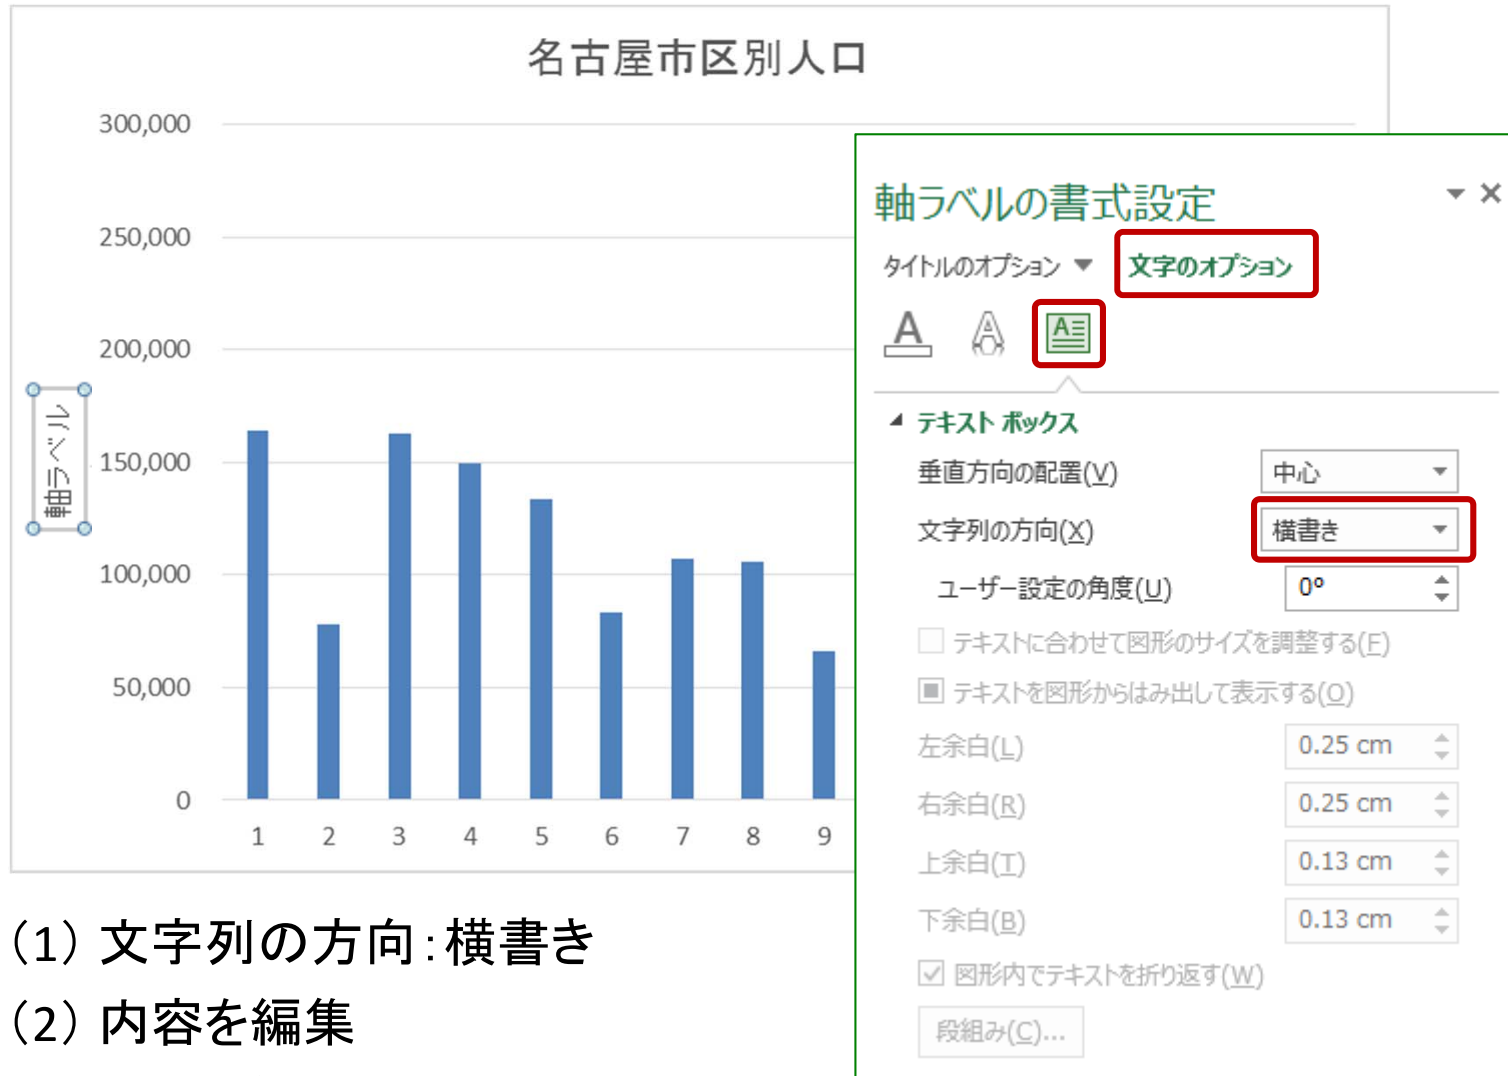 名古屋市区別人口
300,000
250,000
200,000
150,000
100,000
50,000
0
軸ラベル
1 2 3 4 5 6 7 8 9
軸ラベルの書式設定
タイトルのオプション 文字のオプション
テキスト ボックス
垂直方向の配置(V) 中心
文字列の方向(X) 横書き
ユーザー設定の角度(U) 0°
テキストに合わせて図形のサイズを調整する(F)
テキストを図形からはみ出して表示する(O)
左余白(L) 0.25 cm
右余白(R) 0.25 cm
上余白(T) 0.13 cm
下余白(B) 0.13 cm
図形内でテキストを折り返す(W)
段組み(C)...
（1）文字列の方向：横書き
（2）内容を編集